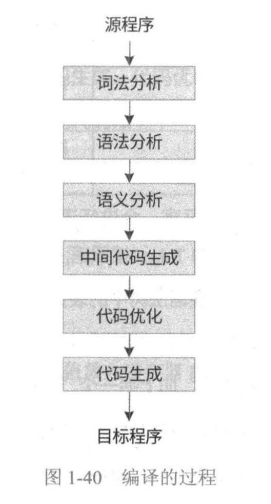 源程序
词法分析
语法分析
语义分析
中间代码生成
代码优化
代码生成
目标程序
图 1-40 编译的过程